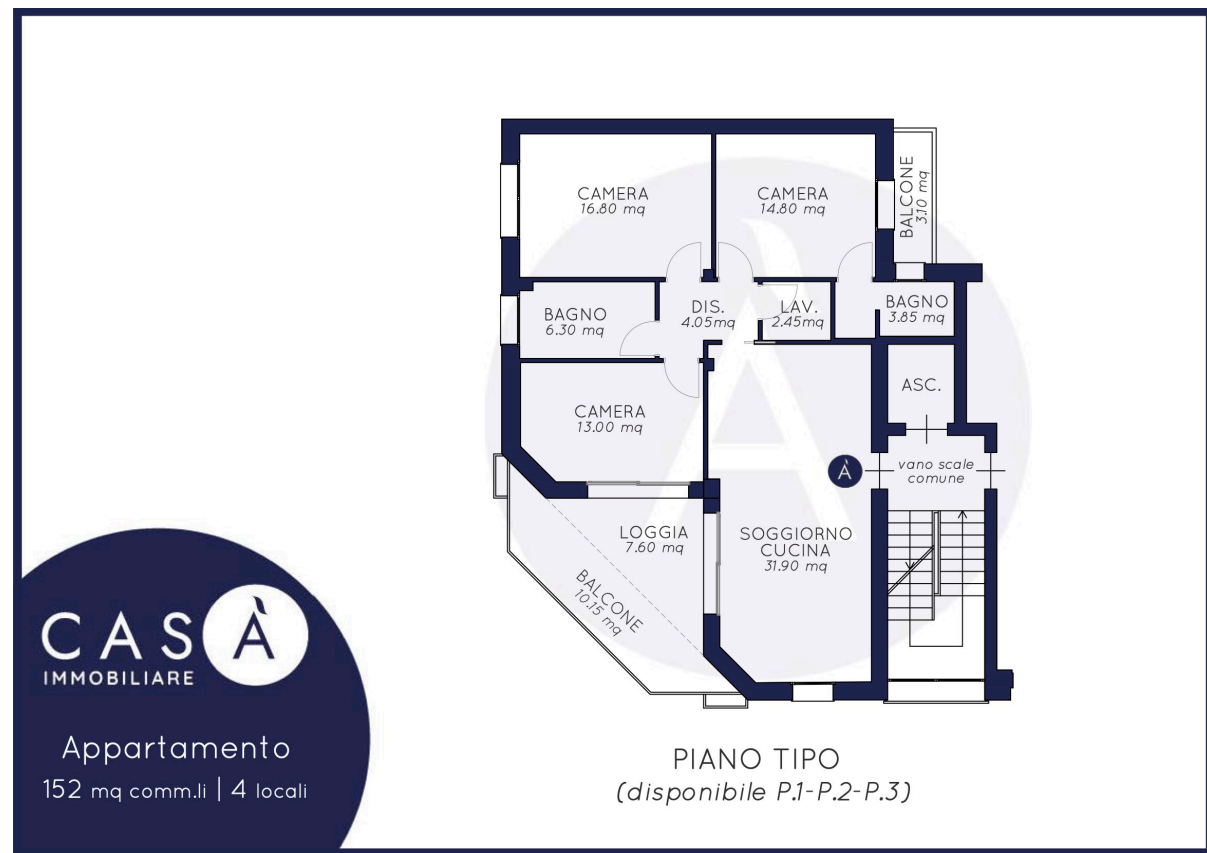 CAMERA
16.80 mq
CAMERA
14.80 mq
BALCONE
3.10 mq
BAGNO
6.30 mq
DIS.
4.05mq
LAV.
2.45mq
BAGNO
3.85 mq
ASC.
CAMERA
13.00 mq
À
vano scale
comune
LOGGIA
7.60 mq
SOGGIORNO
CUCINA
31.90 mq
BALCONE
10.15 mq
CASÀ
IMMOBILIARE
Appartamento
152 mq comm.li | 4 locali
PIANO TIPO
(disponibile P.1-P.2-P.3)